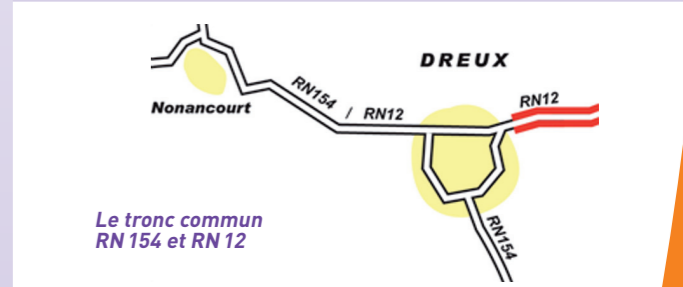 DREUX
RN12
RN154 / RN12
Nonancourt
Le tronc commun
RN 154 et RN 12
RN154